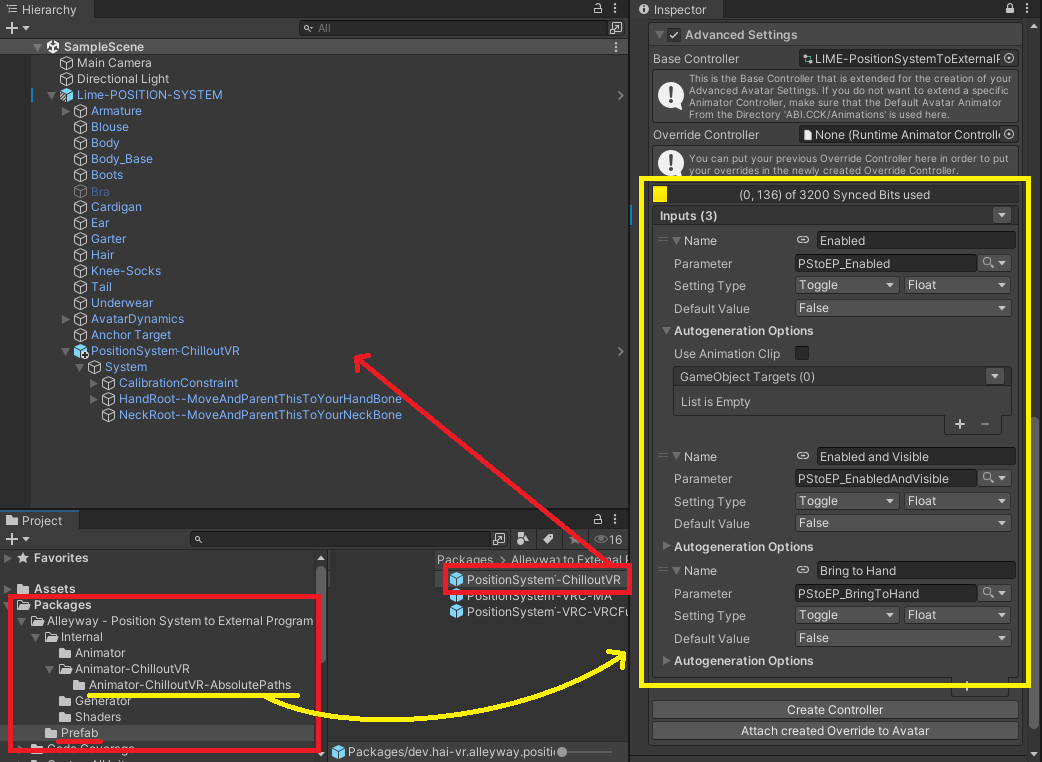 Hierarchy
All
SampleScene
Main Camera
Directional Light
Lime-POSITION-SYSTEM
Armature
Blouse
Body
Body_Base
Boots
Bra
Cardigan
Ear
Garter
Hair
Knee-Socks
Tail
Underwear
AvatarDynamics
Anchor Target
PositionSystem-ChilloutVR
System
CalibrationConstraint
HandRoot--MoveAndParentThisToYourHandBone
NeckRoot--MoveAndParentThisToYourNeckBone
Project
16
Favorites
Assets
Packages
Alleyway - Position System to External Program
Internal
Animator
Animator-ChilloutVR
Animator-ChilloutVR-AbsolutePaths
Generator
Shaders
Prefab
Code Coverage
Packages > Alleyway to External
PositionSystem -ChilloutVR
PositionSystem -VRC-MA
PositionSystem -VRC-VRCFu
Packages/dev.hai-vr.alleyway.positi
Inspector
Advanced Settings
Base Controller
LIME-PositionSystemToExternalF
This is the Base Controller that is extended for the creation of your
Advanced Avatar Settings. If you do not want to extend a specific
Animator Controller, make sure that the Default Avatar Animator
From the Directory 'ABI.CCK/Animations' is used here.
Override Controller
None (Runtime Animator Controlle
You can put your previous Override Controller here in order to put
your overrides in the newly created Override Controller.
(0, 136) of 3200 Synced Bits used
Inputs (3)
Name
Enabled
Parameter
PStoEP_Enabled
Setting Type
Toggle
Float
Default Value
False
Autogeneration Options
Use Animation Clip
GameObject Targets (0)
List is Empty
+ −
Name
Enabled and Visible
Parameter
PStoEP_EnabledAndVisible
Setting Type
Toggle
Float
Default Value
False
Autogeneration Options
Name
Bring to Hand
Parameter
PStoEP_BringToHand
Setting Type
Toggle
Float
Default Value
False
Autogeneration Options
Create Controller
Attach created Override to Avatar